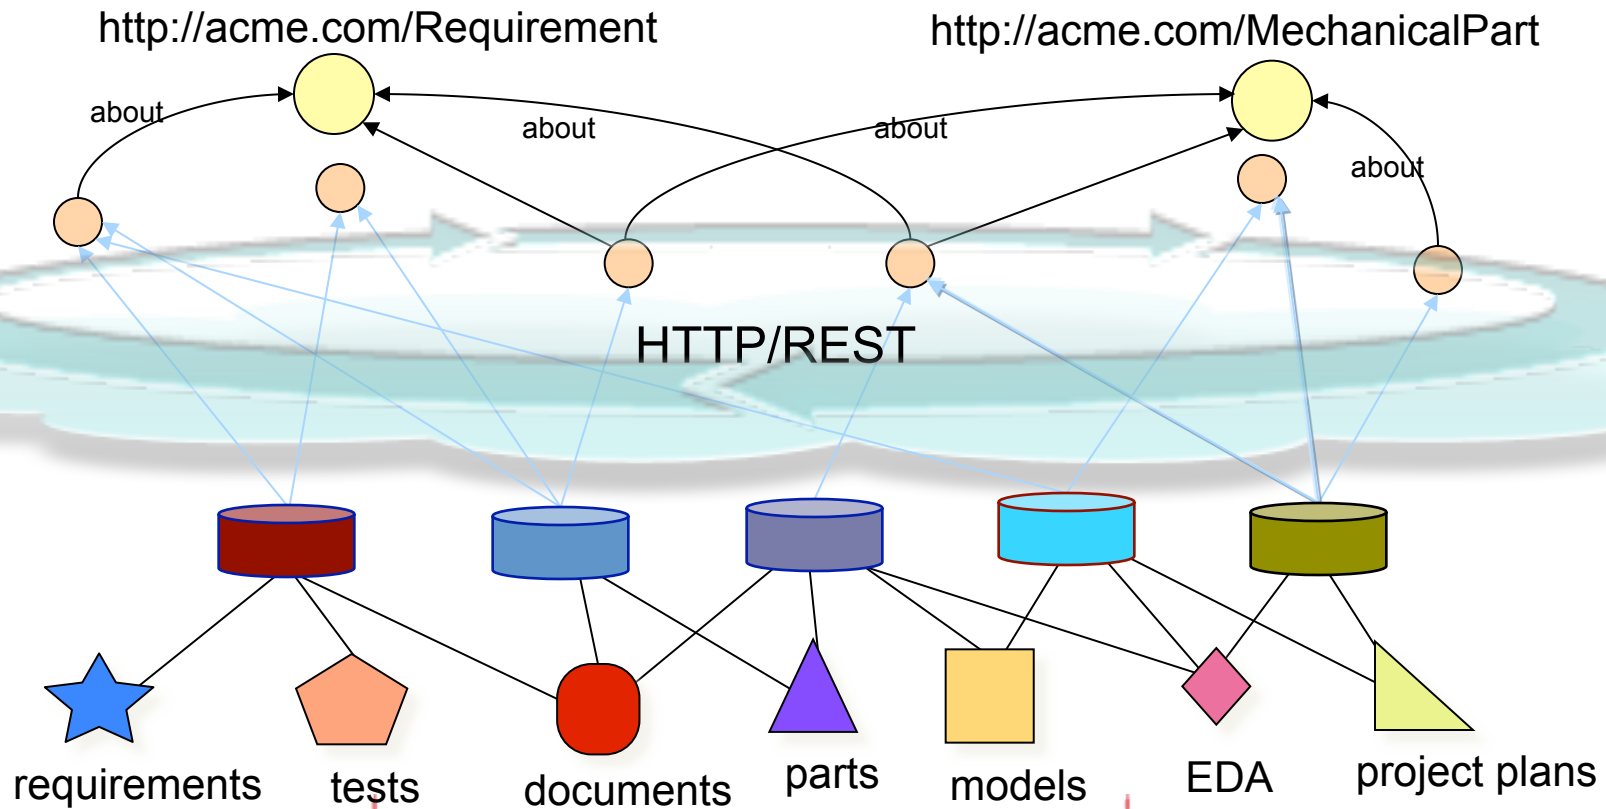 http://acme.com/Requirement
http://acme.com/MechanicalPart
about
about
about
about
HTTP/REST
requirements
tests
documents
parts
models
EDA
project plans